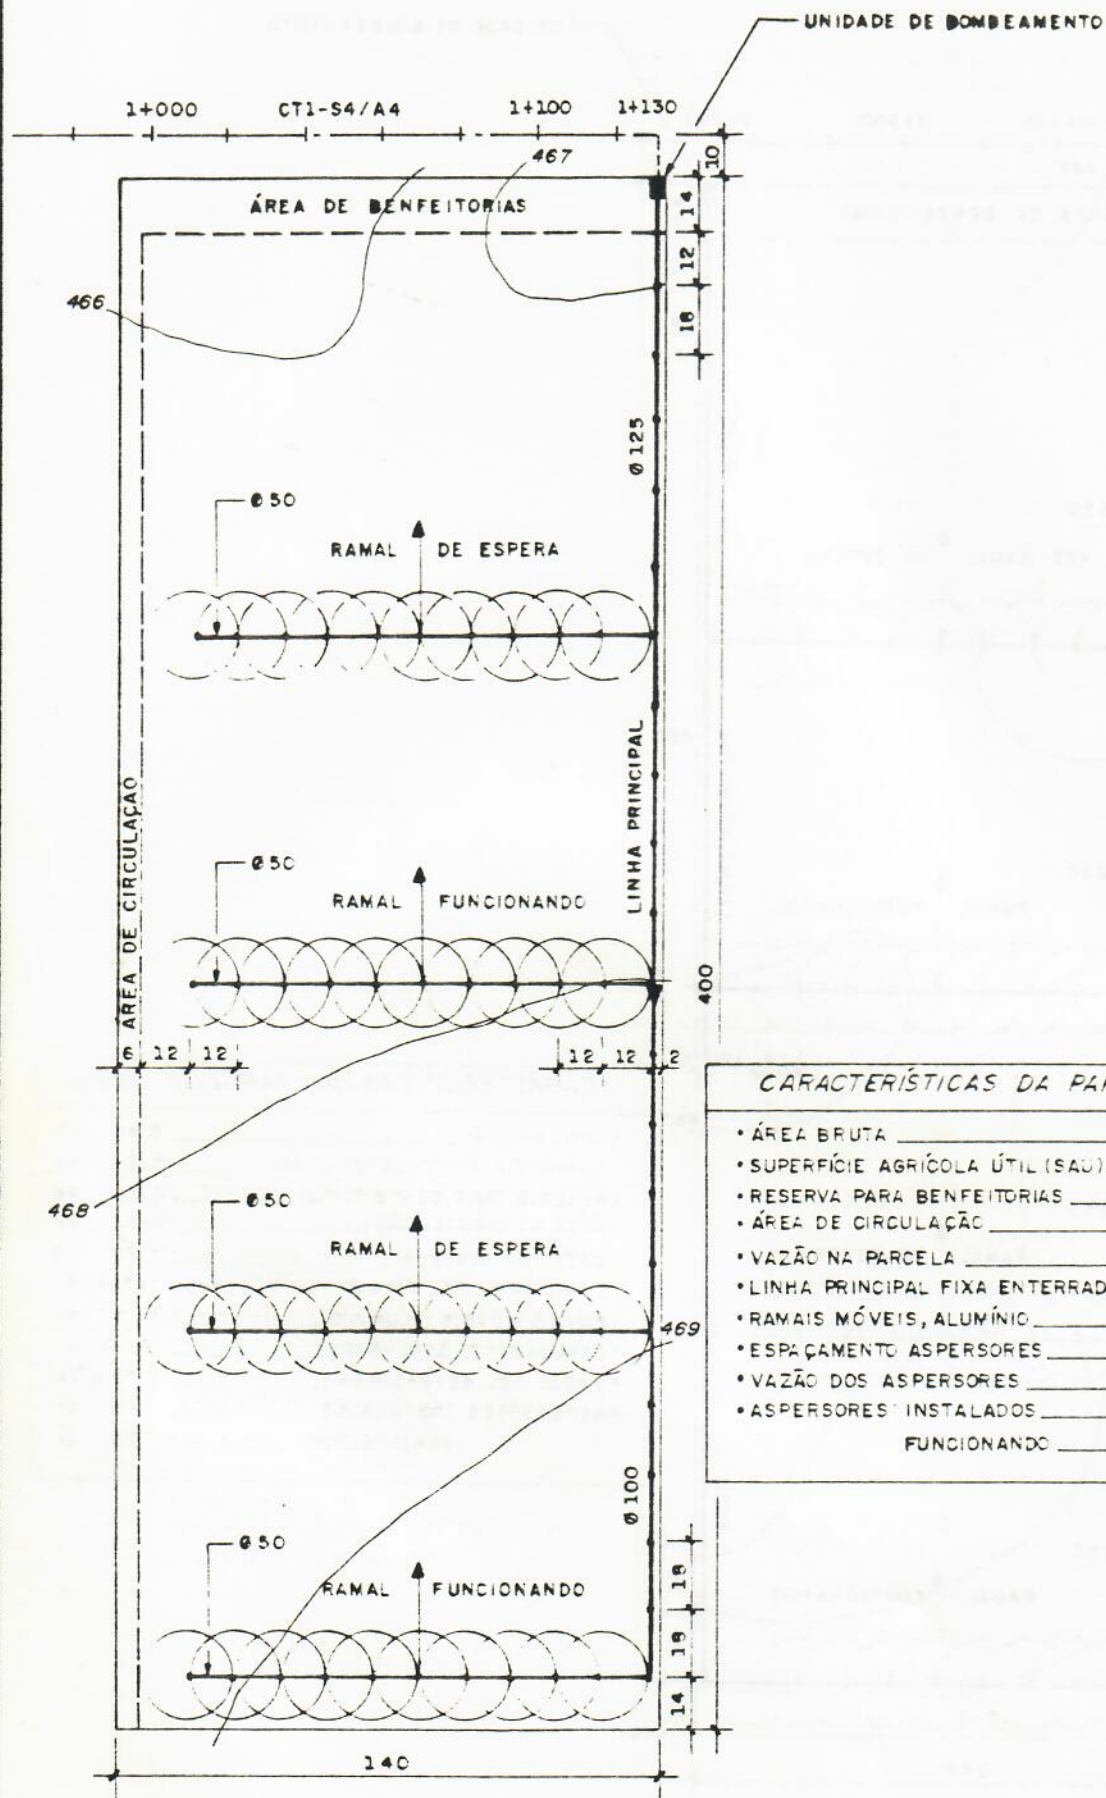 UNIDADE DE BOMBEAMENTO
1+000 CT1-S4/A4 1+100 1+130
467
10
ÁREA DE BENFEITORIAS
14
12
466
18
Ø 125
Ø 50
RAMAL DE ESPERA
LINHA PRINCIPAL
ÁREA DE CIRCULAÇÃO
Ø 50
RAMAL FUNCIONANDO
400
6 12 12 12 12 2
CARACTERÍSTICAS DA
• ÁREA BRUTA
• SUPERFÍCIE AGRÍCOLA ÚTIL (SAU)
• RESERVA PARA BENFEITORIAS
• ÁREA DE CIRCULAÇÃO
• VAZÃO NA PARCELA
• LINHA PRINCIPAL FIXA
• RAMAIS MÓVEIS, ALUMÍNIO
• ESPAÇAMENTO ASPERSORES
• VAZÃO DOS ASPERSORES
• ASPERSORES INSTALADOS
FUNCIONANDO
468
Ø 50
RAMAL DE ESPERA
469
Ø 100
Ø 50
RAMAL FUNCIONANDO
18
18
14
140